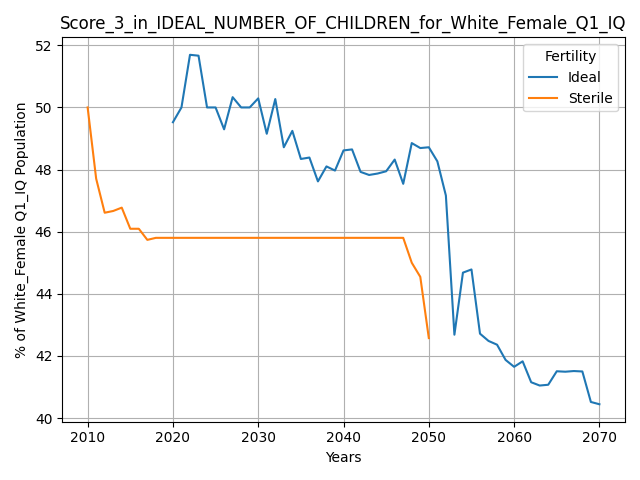 Score_3_in_IDEAL_NUMBER_OF_CHILDREN_for_White_Female_Q1_IQ
Fertility
Ideal
Sterile
% of White_Female Q1_IQ Population
52
50
48
46
44
42
40
2010 2020 2030 2040 2050 2060 2070
Years